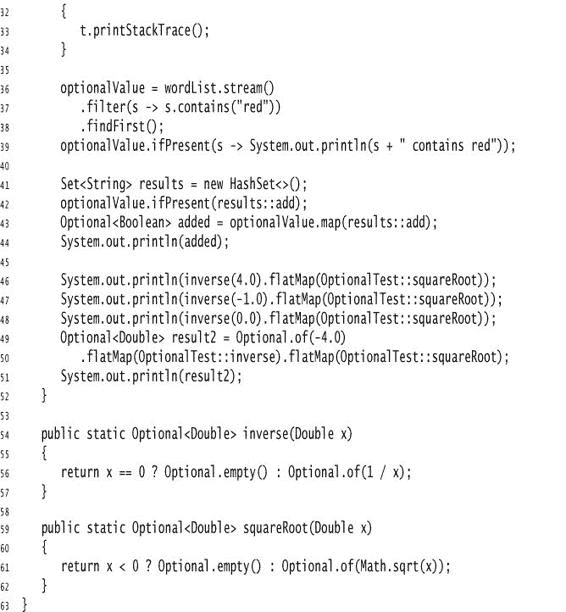 32       {
33          t.printStackTrace();
34       }
35
36       optionalValue = wordList.stream()
37          .filter(s -> s.contains("red"))
38          .findFirst();
39       optionalValue.ifPresent(s -> System.out.println(s + " contains red"));
40
41       Set<String> results = new HashSet<>();
42       optionalValue.ifPresent(results::add);
43       Optional<Boolean> added = optionalValue.map(results::add);
44       System.out.println(added);
45
46       System.out.println(inverse(4.0).flatMap(OptionalTest::squareRoot));
47       System.out.println(inverse(-1.0).flatMap(OptionalTest::squareRoot));
48       System.out.println(inverse(0.0).flatMap(OptionalTest::squareRoot));
49       Optional<Double> result2 = Optional.of(-4.0)
50          .flatMap(OptionalTest::inverse).flatMap(OptionalTest::squareRoot);
51       System.out.println(result2);
52    }
53
54    public static Optional<Double> inverse(Double x)
55    {
56       return x == 0 ? Optional.empty() : Optional.of(1 / x);
57    }
58
59    public static Optional<Double> squareRoot(Double x)
60    {
61       return x < 0 ? Optional.empty() : Optional.of(Math.sqrt(x));
62    }
63 }